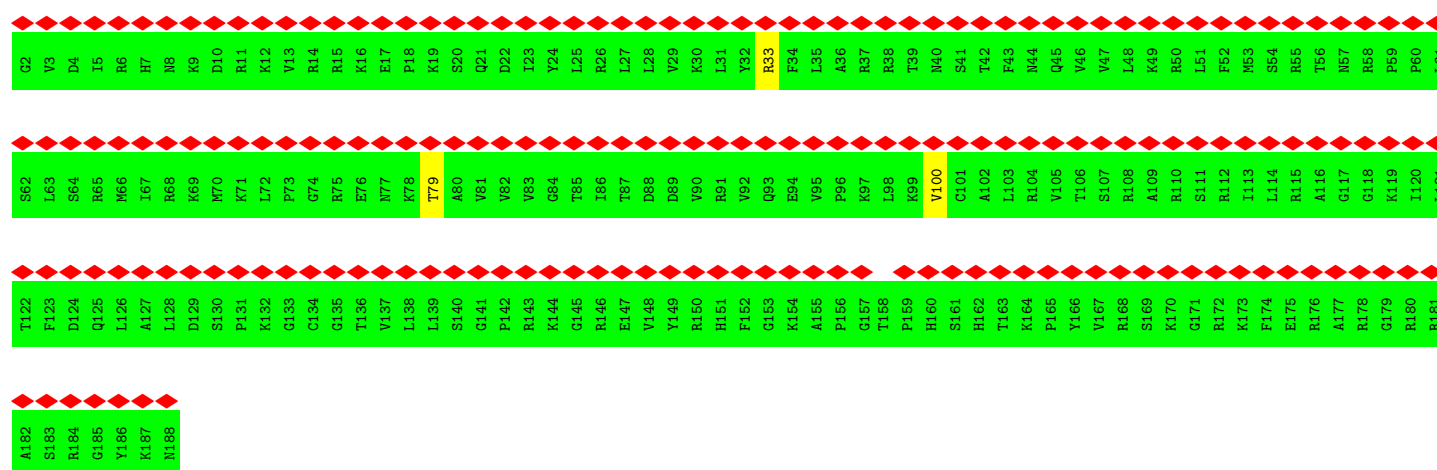 G2 V3 D4 I5 R6 H7 N8 K9 D10 R11 K12 V13 R14 R15 K16 E17 P18 K19 S20 Q21 D22 I23 Y24 L25 R26 L27 L28 V29 K30 L31 Y32 R33 F34 L35 A36 R37 R38 T39 N40 S41 T42 F43 N44 Q45 V46 V47 L48 K49 R50 L51 F52 M53 S54 R55 T56 N57 R58 P59 P60
S62 L63 S64 R65 M66 I67 R68 K69 M70 K71 L72 P73 G74 R75 E76 N77 K78 T79 A80 V81 V82 V83 G84 T85 I86 T87 D88 D89 V90 R91 V92 Q93 E94 V95 P96 K97 L98 K99 V100 C101 A102 L103 R104 V105 T106 S107 R108 A109 R110 S111 R112 I113 L114 R115 A116 G117 G118 K119 I120
T122 F123 D124 Q125 L126 A127 L128 D129 S130 P131 K132 G133 C134 G135 T136 V137 L138 L139 S140 G141 P142 R143 K144 G145 R146 E147 V148 Y149 R150 H151 F152 G153 K154 A155 P156 G157 T158 P159 H160 S161 H162 T163 K164 P165 Y166 V167 R168 S169 K170 G171 R172 K173 F174 E175 R176 A177 R178 G179 R180 R181
A182 S183 R184 G185 Y186 K187 N188